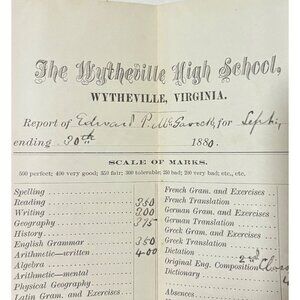 The Wytheville High School,
WYTHEVILLE, VIRGINIA.
Report of Edward P. McGavock, for Sept.,
ending 30th 1880.
SCALE OF MARKS.
500 perfect; 400 very good; 350 fair; 300 tolerable; 250 bad; 200 very bad; etc., etc.
Spelling
Reading 350
Writing 300
Geography 375
History
English Grammar 350
Arithmetic—written 400
Algebra
Arithmetic—mental
Physical Geography
Latin Gram. and Exercises
French Gram. and Exercises
French Translation
German Gram. and Exercises
German Translation
Greek Gram. and Exercises
Greek Translation
Dictation
Original Eng. Composition 2nd Class
Dictionary
Absences